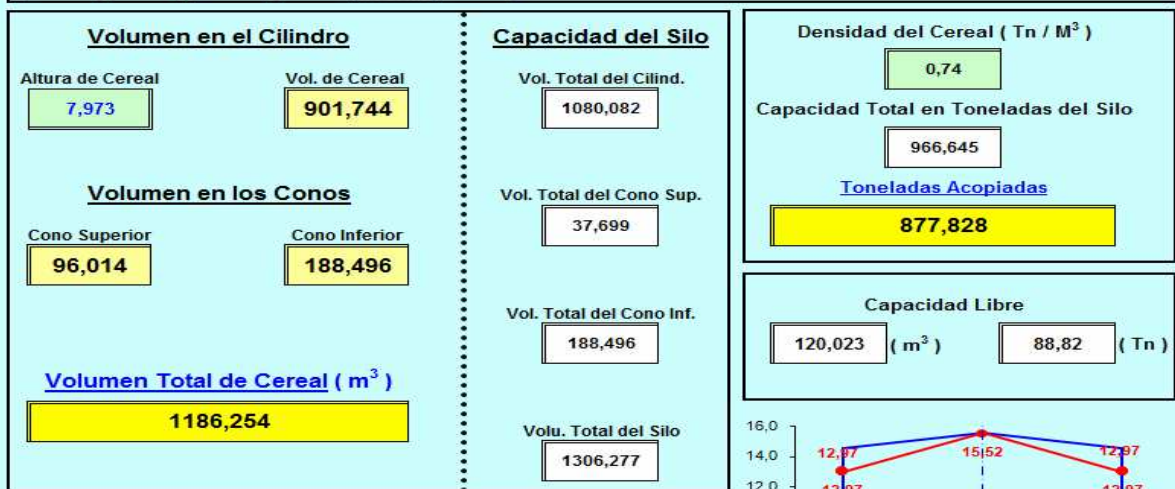 Volumen en el Cilindro
Altura de Cereal
Vol. de Cereal
7,973
901,744
Volumen en los Conos
Cono Superior
Cono Inferior
96,014
188,496
Volumen Total de Cereal ( m³ )
1186,254
Capacidad del Silo
Vol. Total del Cilind.
1080,082
Vol. Total del Cono Sup.
37,699
Vol. Total del Cono Inf.
188,496
Volu. Total del Silo
1306,277
Densidad del Cereal ( Tn / M³ )
0,74
Capacidad Total en Toneladas del Silo
966,645
Toneladas Acopiadas
877,828
Capacidad Libre
120,023 ( m³ ) 88,82 ( Tn )
16,0
12,97 15,52 12,97
14,0
12,0
12,97 12,97